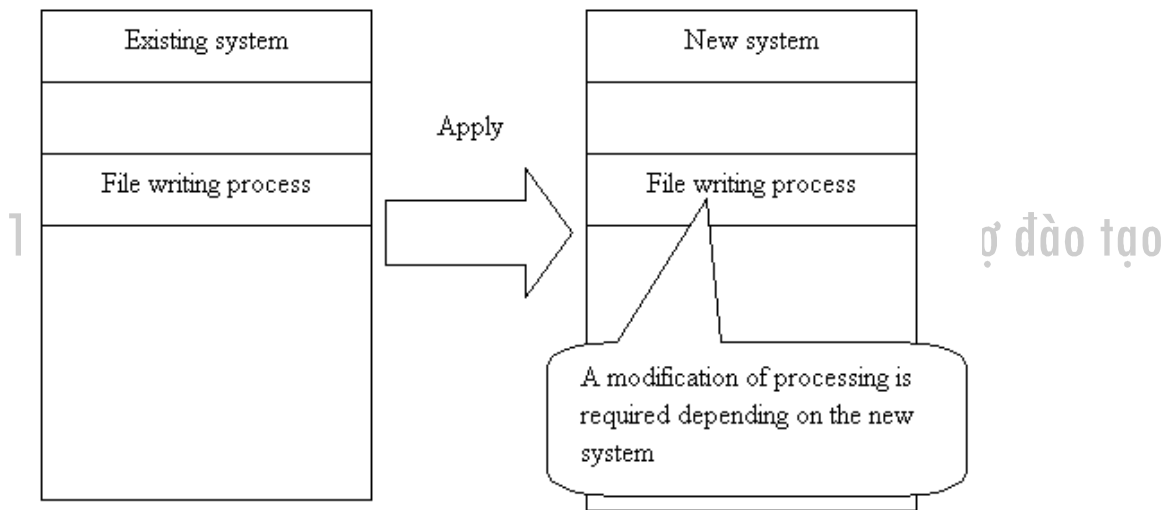 Existing system
New system
Apply
File writing process
File writing process
đào tạo
A modification of processing is
required depending on the new
system